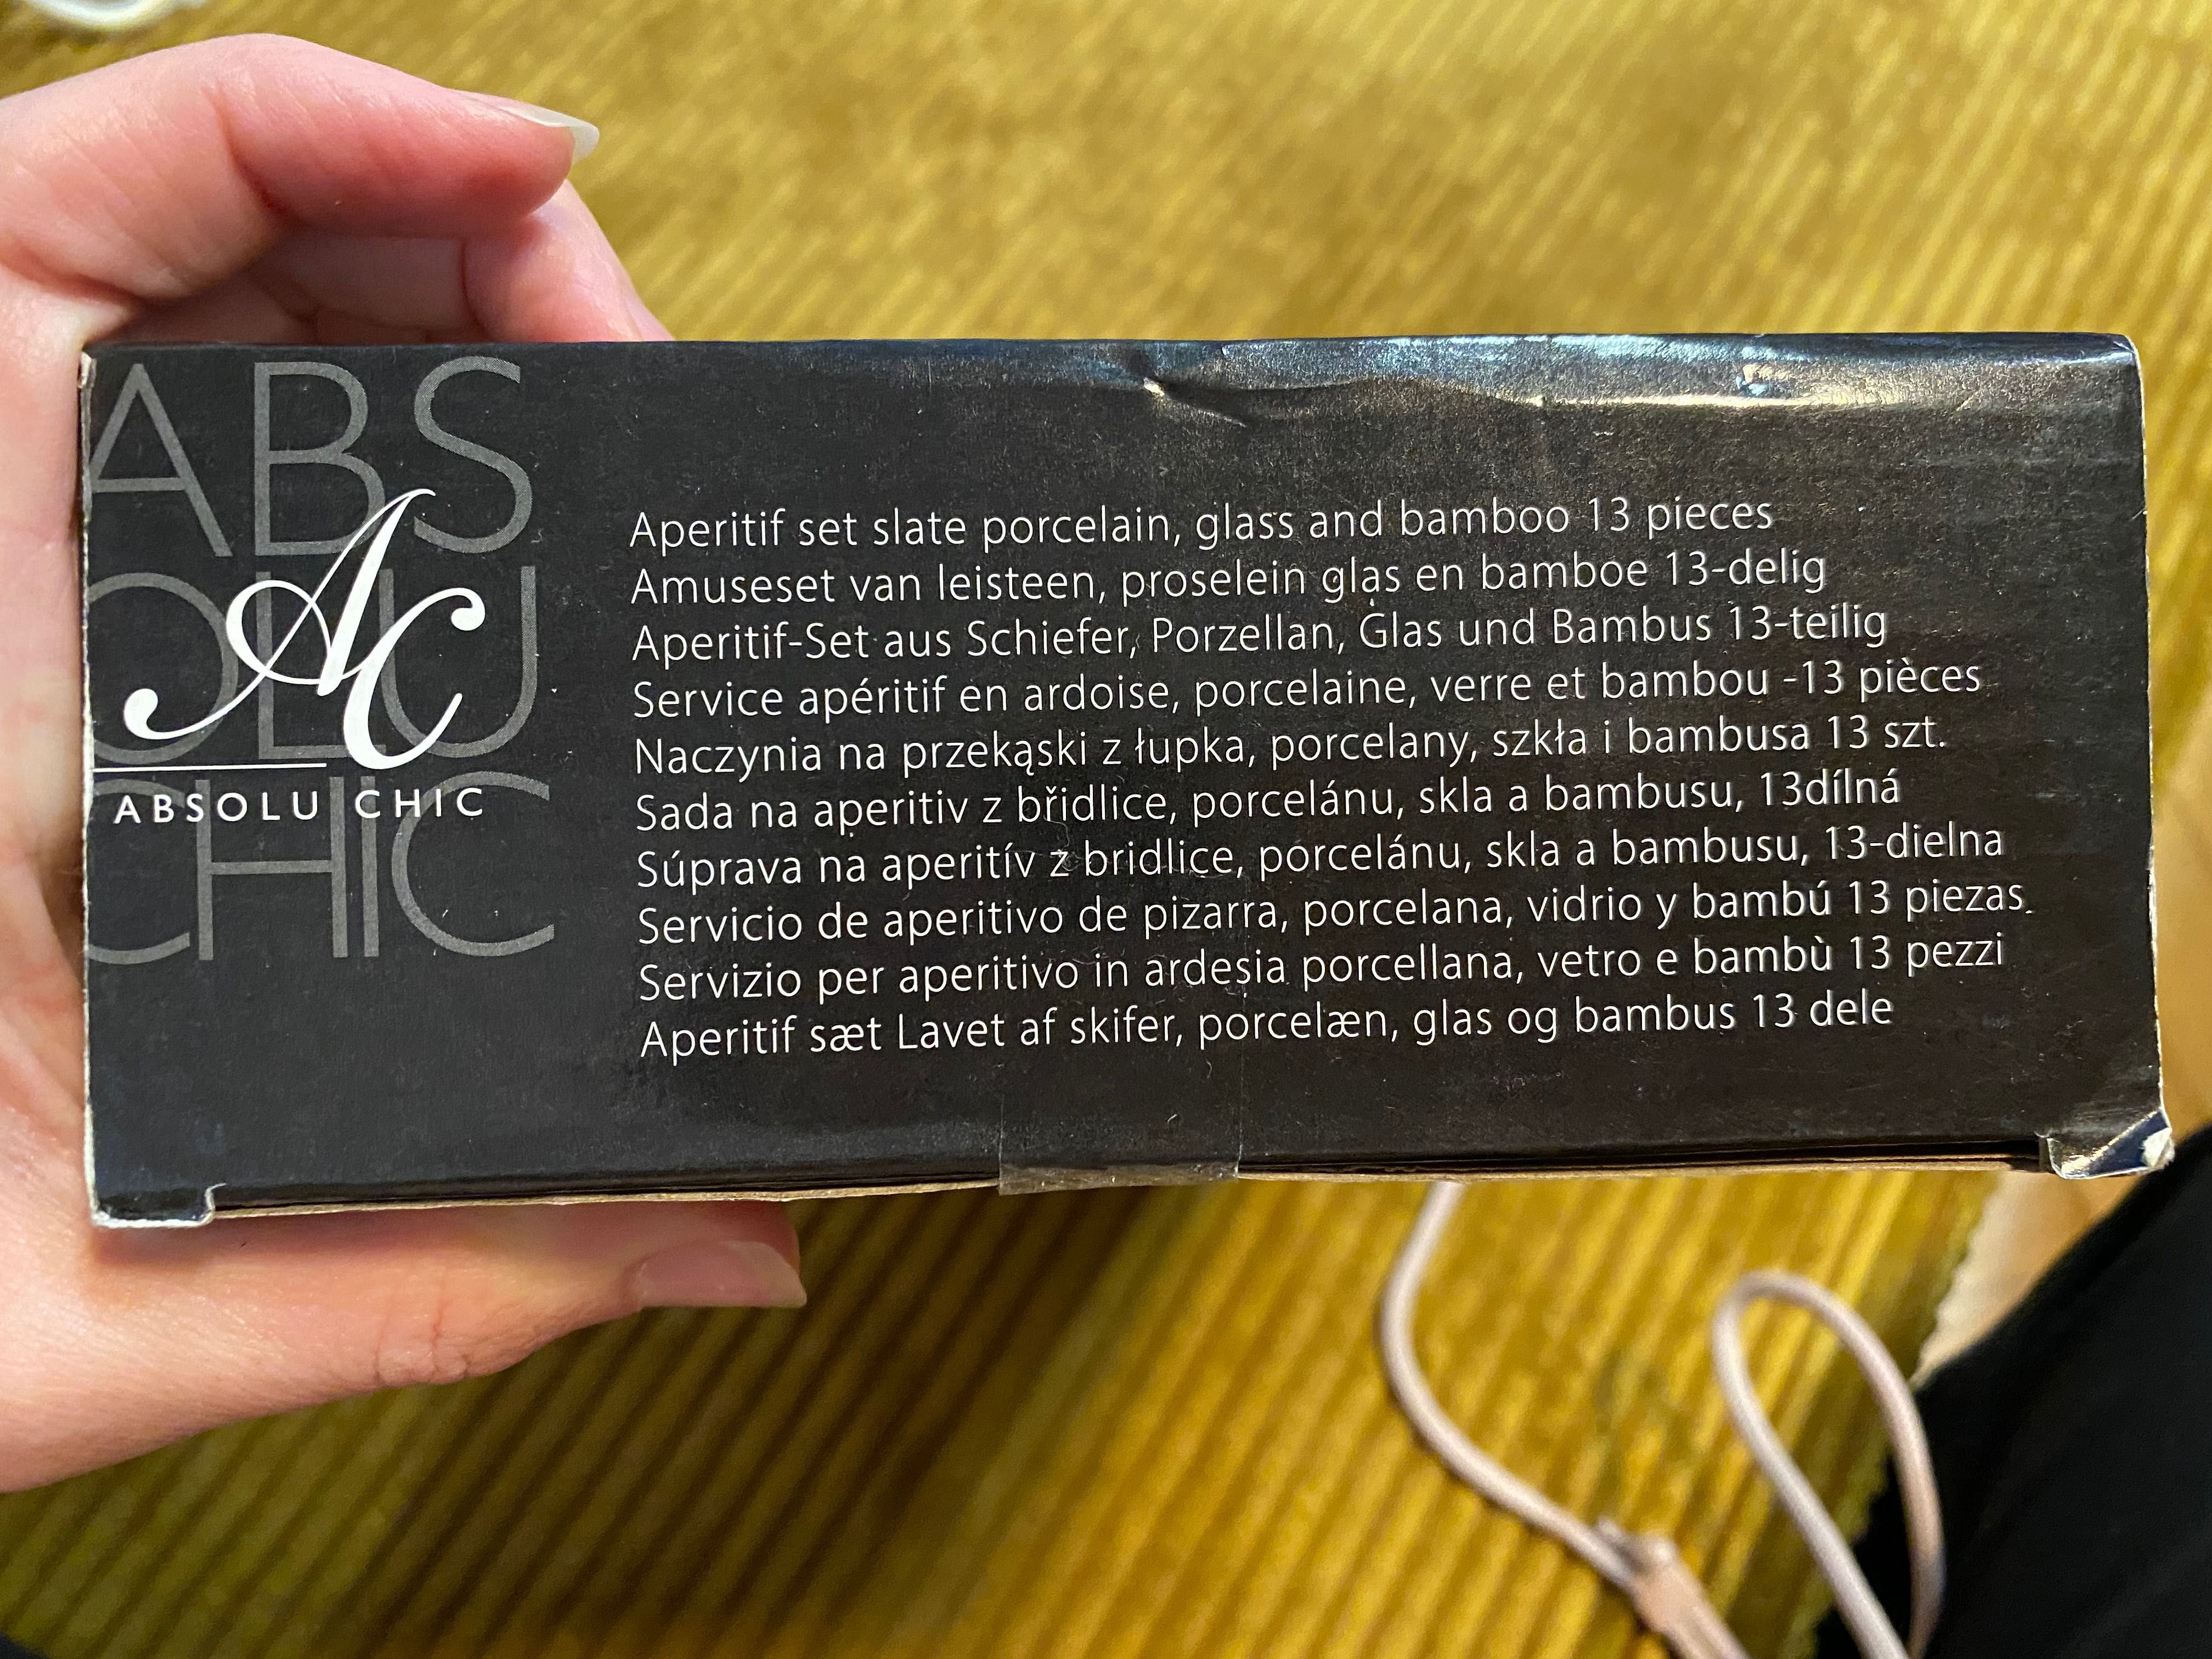 ABS
OLU
CHIC
AC
ABSOLU CHIC
Aperitif set slate porcelain, glass and bamboo 13 pieces
Amuseset van leisteen, proselein glas en bamboe 13-delig
Aperitif-Set aus Schiefer, Porzellan, Glas und Bambus 13-teilig
Service apéritif en ardoise, porcelaine, verre et bambou -13 pièces
Naczynia na przekąski z łupka, porcelany, szkła i bambusa 13 szt.
Sada na aperitiv z břidlice, porcelánu, skla a bambusu, 13dílná
Súprava na aperitív z bridlice, porcelánu, skla a bambusu, 13-dielna
Servicio de aperitivo de pizarra, porcelana, vidrio y bambú 13 piezas.
Servizio per aperitivo in ardesia porcellana, vetro e bambù 13 pezzi
Aperitif sæt Lavet af skifer, porcelæn, glas og bambus 13 dele